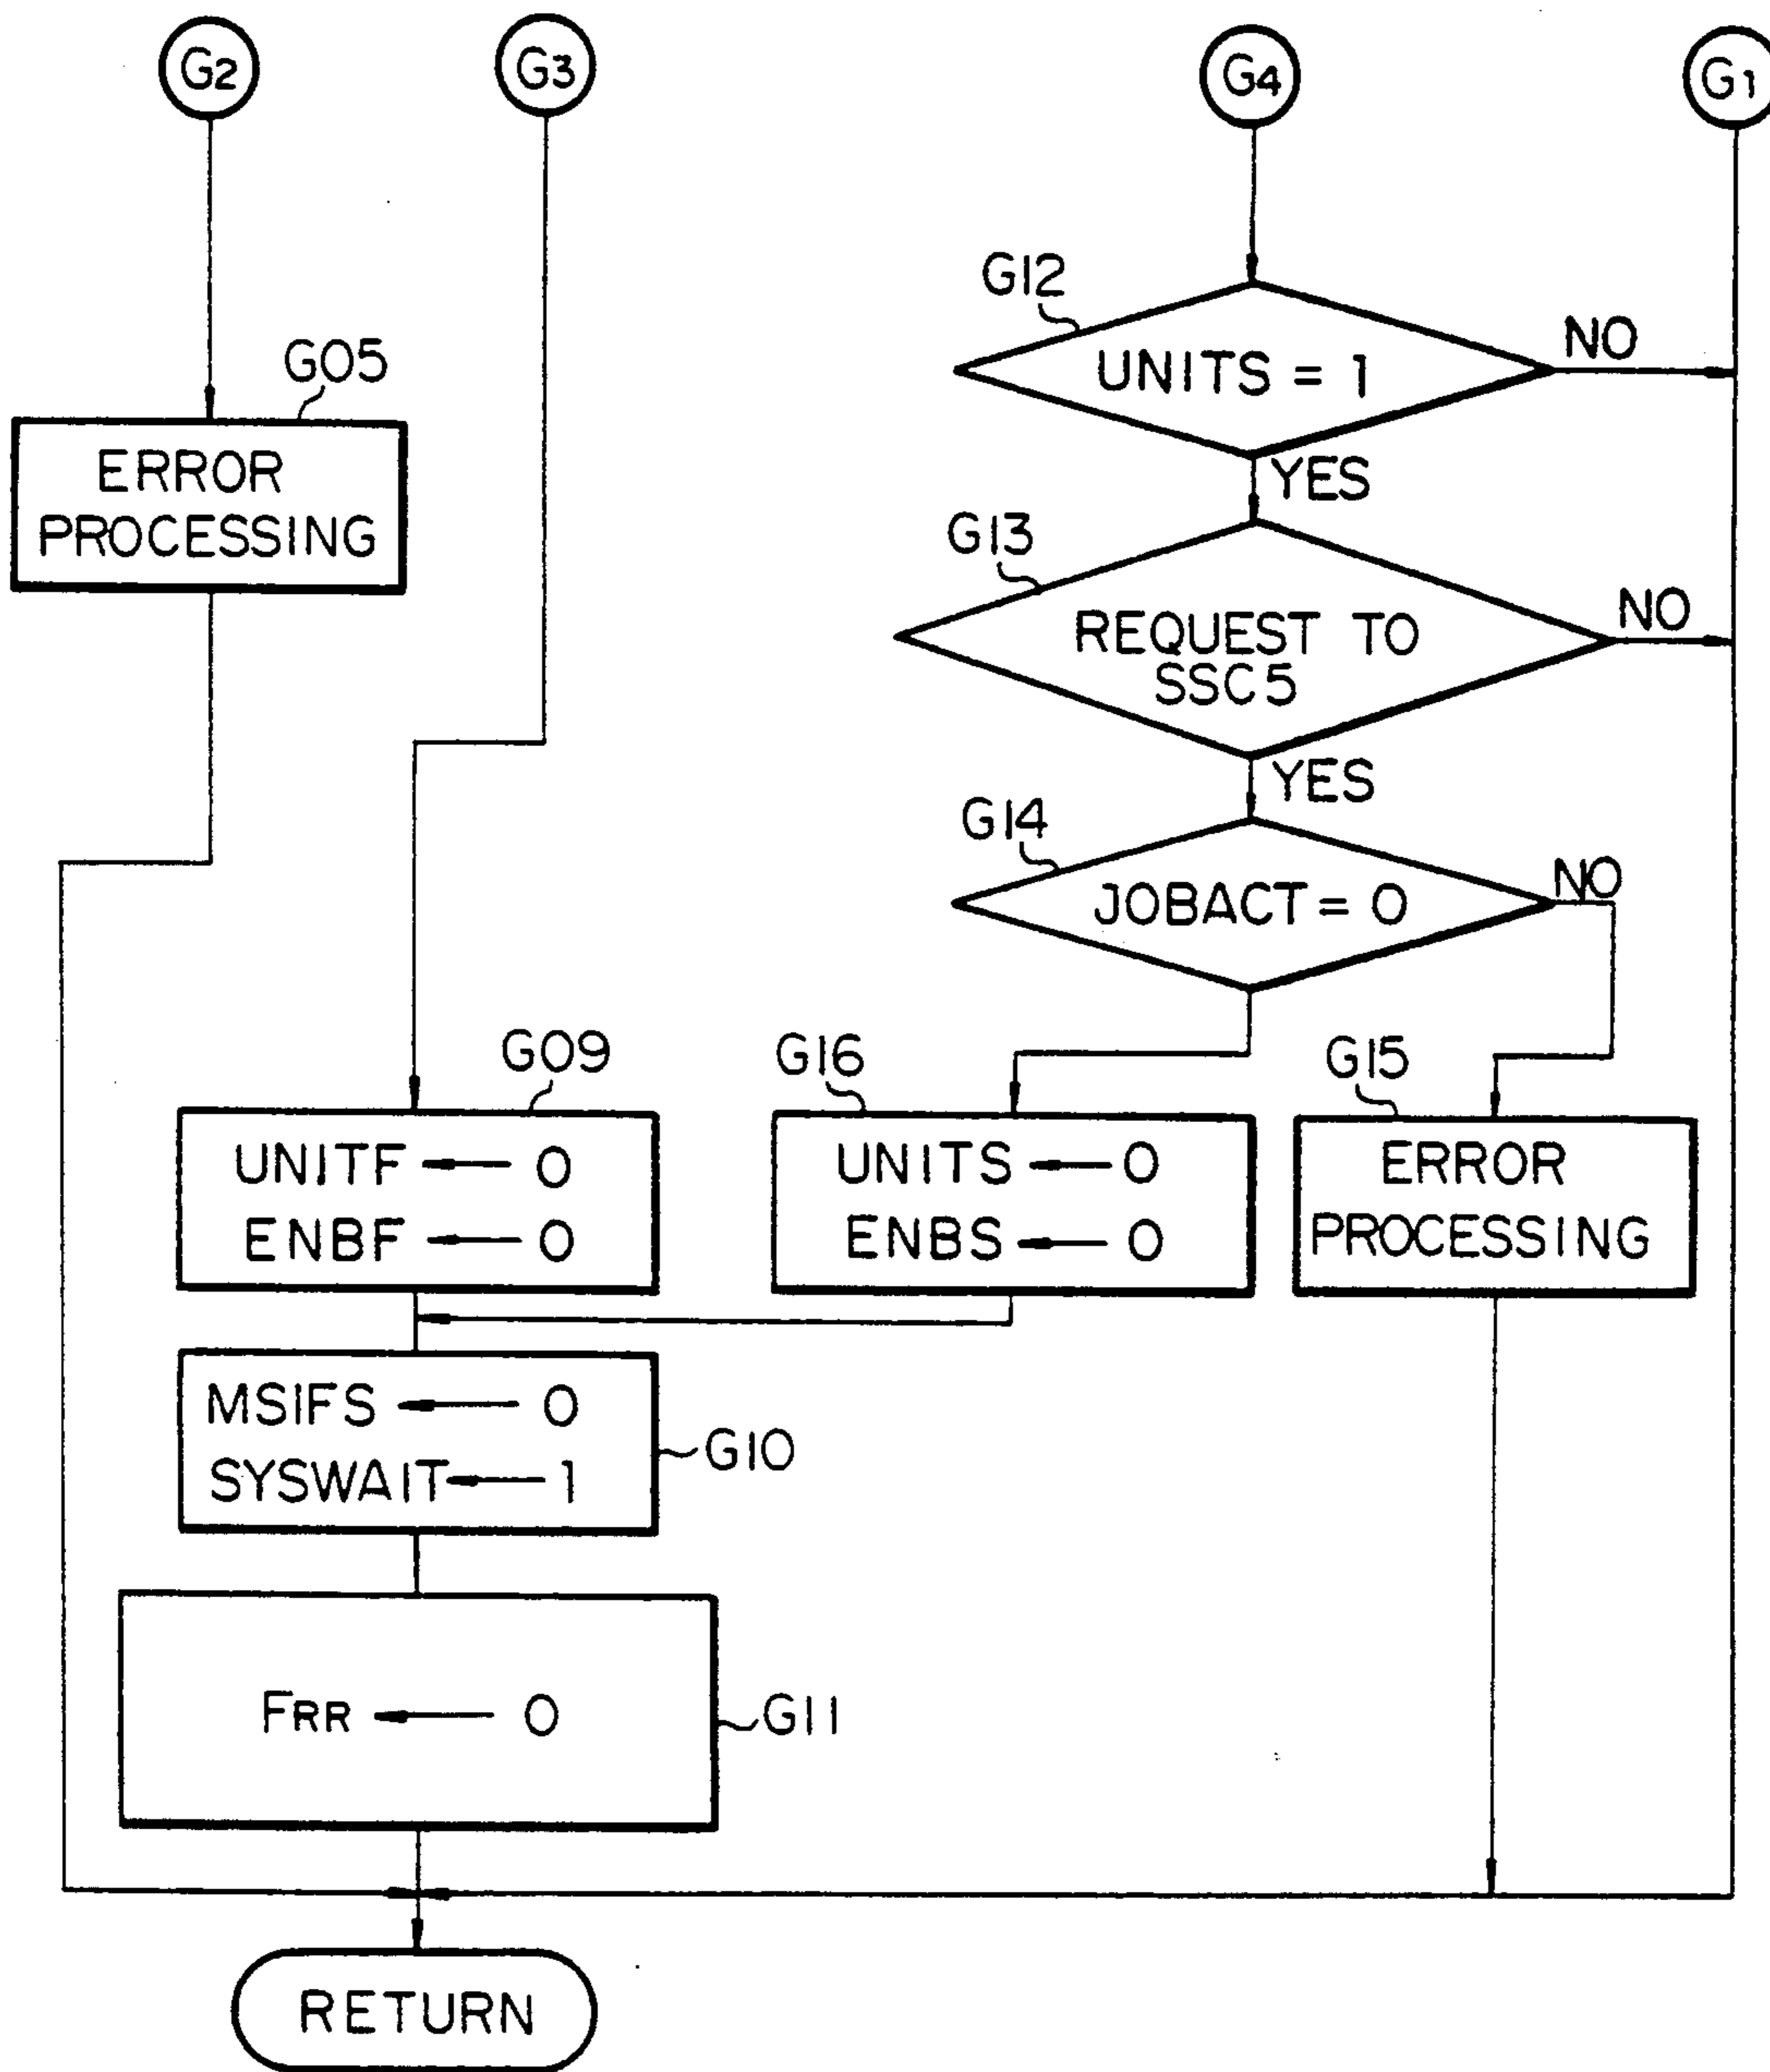 G2
G3
G4
G1
G12
UNITS = 1
NO
YES
G05
ERROR
PROCESSING
G13
REQUEST TO
SSC5
NO
YES
G14
JOBACT = 0
NO
G09
UNITF ← 0
ENBF ← 0
G16
UNITS ← 0
ENBS ← 0
G15
ERROR
PROCESSING
MSIFS ← 0
SYSWAIT ← 1
G10
FRR ← 0
G11
RETURN